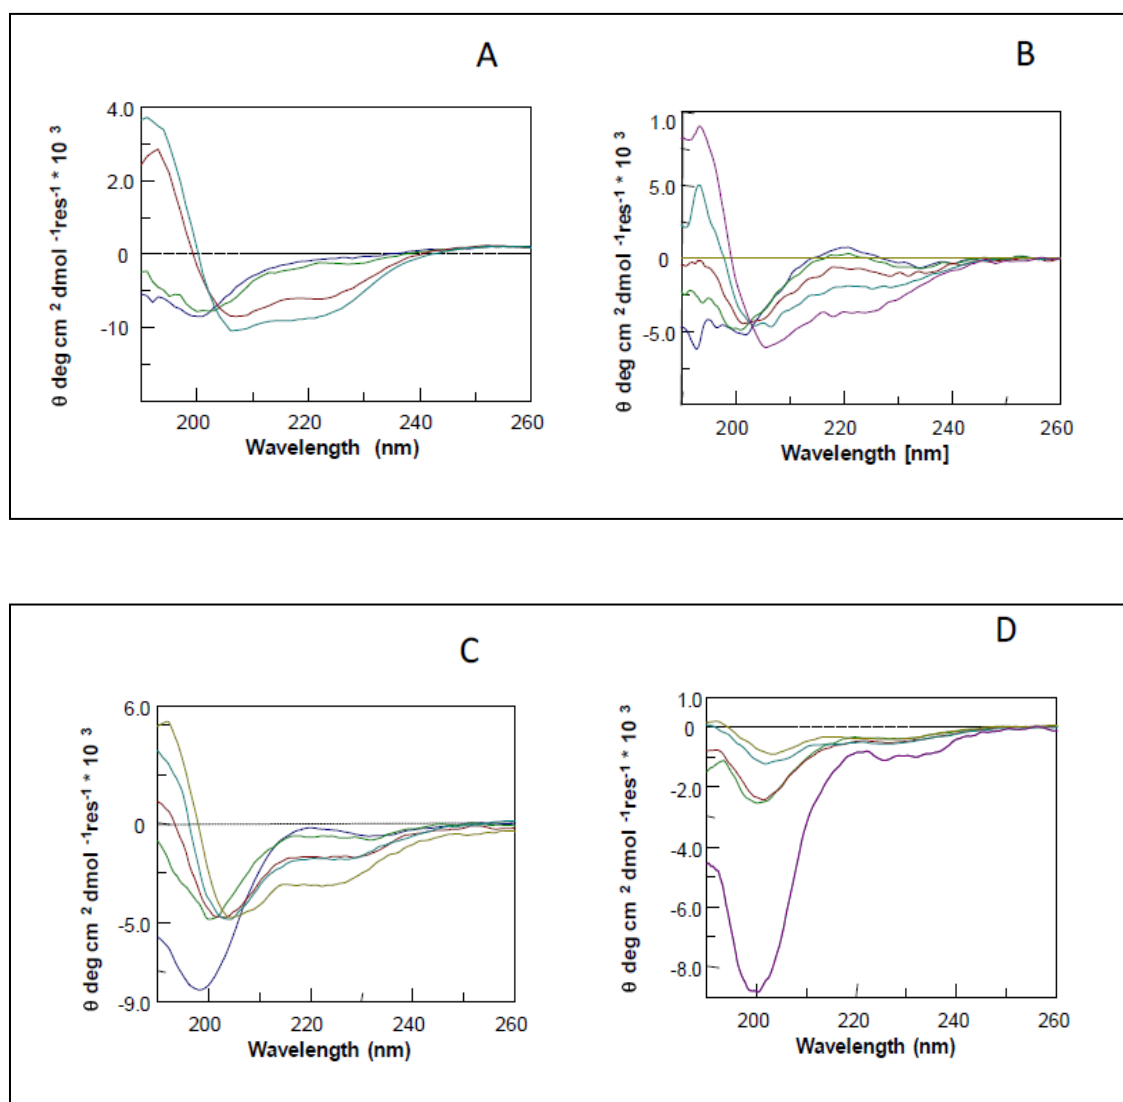 A
θ deg cm 2 dmol -1res-1 * 10 3
4.0
2.0
0
-10
200 220 240 260
Wavelength (nm)
B
θ deg cm 2 dmol -1res-1 * 10 3
1.0
5.0
0
-5.0
200 220 240 260
Wavelength [nm]
C
θ deg cm 2 dmol -1res-1 * 10 3
6.0
0
-5.0
-9.0
200 220 240 260
Wavelength (nm)
D
θ deg cm 2 dmol -1res-1 * 10 3
1.0
0
-2.0
-4.0
-6.0
-8.0
200 220 240 260
Wavelength (nm)